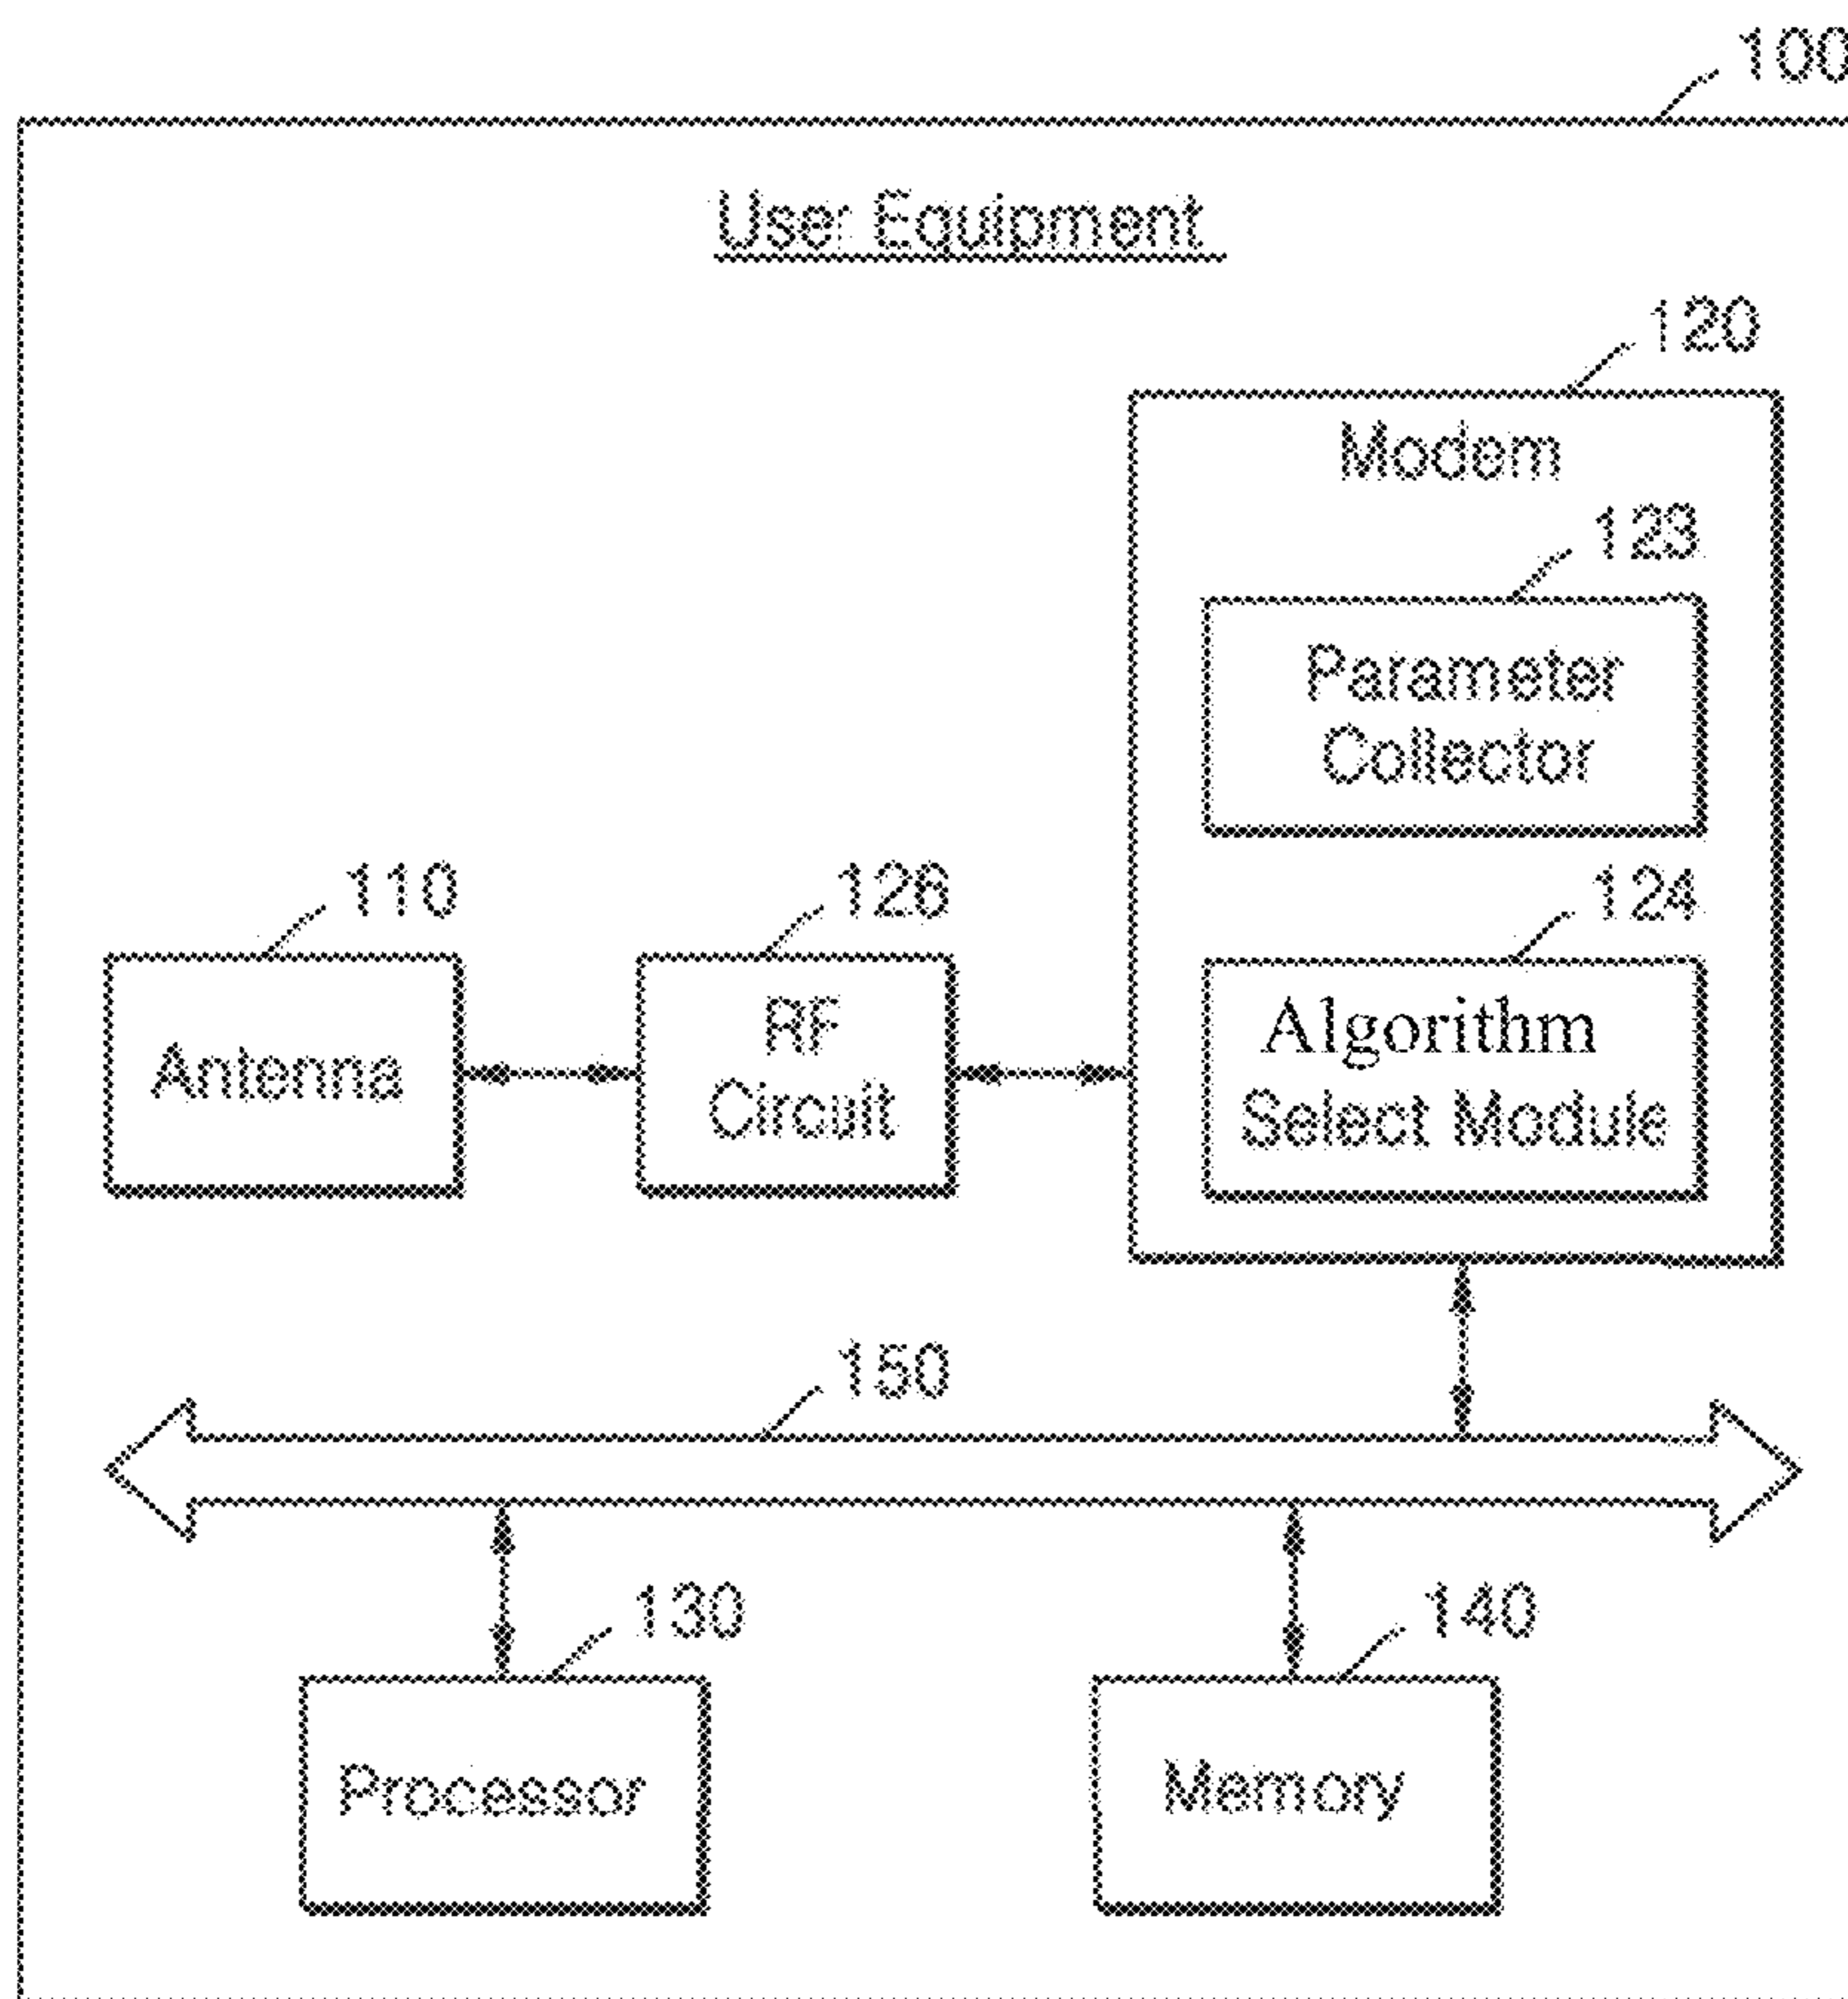 100
User Equipment
120
Modem
123
Parameter
Collector
110
126
124
Antenna
RF
Circuit
Algorithm
Select Module
150
130
140
Processor
Memory